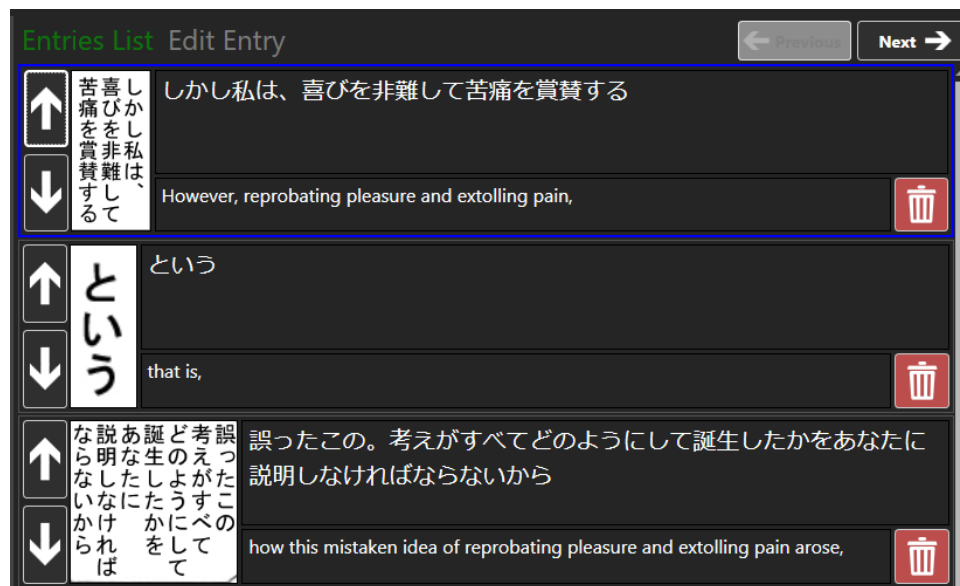 Entries List Edit Entry
Previous
Next
しかし私は、
喜びを非難して
苦痛を賞賛する
しかし私は、喜びを非難して苦痛を賞賛する
However, reprobating pleasure and extolling pain,
という
という
that is,
誤ったこの
考えがすべて
どのようにして
誕生したかを
あなたに
説明しなければ
ならないから
誤ったこの。考えがすべてどのようにして誕生したかをあなたに
説明しなければならないから
how this mistaken idea of reprobating pleasure and extolling pain arose,